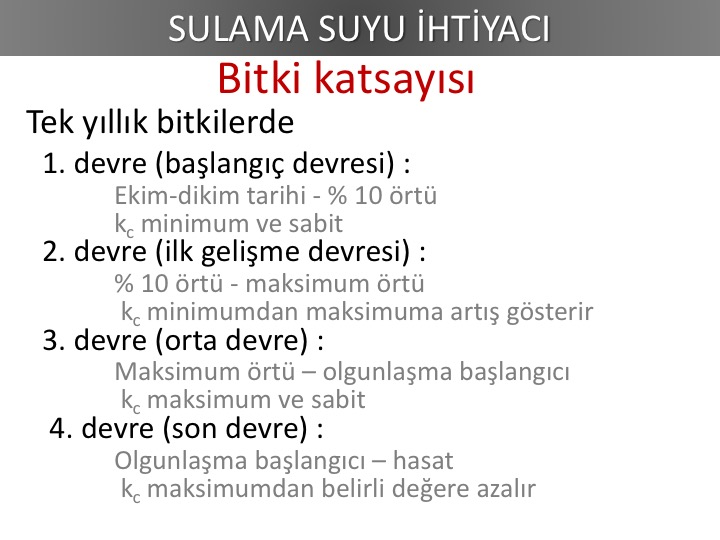 SULAMA SUYU İHTİYACI
Bitki katsayısı
Tek yıllık bitkilerde
1. devre (başlangıç devresi) :
Ekim-dikim tarihi - % 10 örtü
kc minimum ve sabit
2. devre (ilk gelişme devresi) :
% 10 örtü - maksimum örtü
kc minimumdan maksimuma artış gösterir
3. devre (orta devre) :
Maksimum örtü – olgunlaşma başlangıcı
kc maksimum ve sabit
4. devre (son devre) :
Olgunlaşma başlangıcı – hasat
kc maksimumdan belirli değere azalır